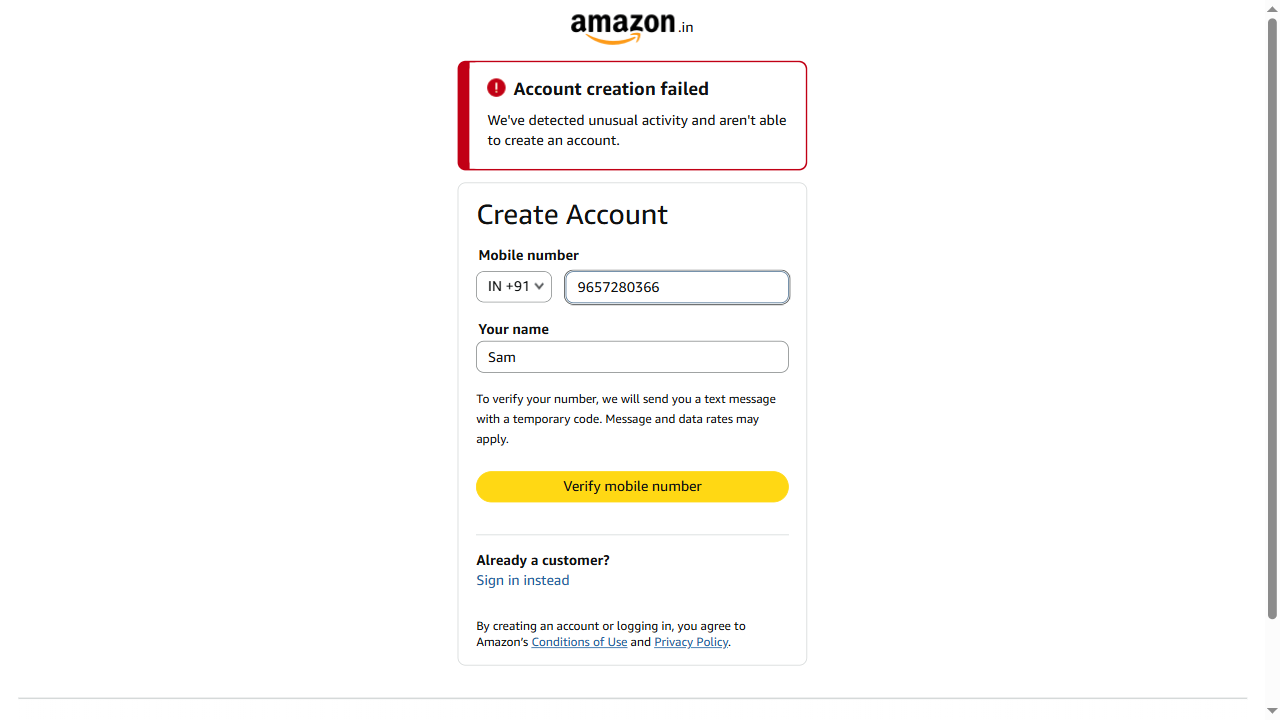 amazon.in
Account creation failed
We've detected unusual activity and aren't able
to create an account.
Create Account
Mobile number
IN +91
9657280366
Your name
Sam
To verify your number, we will send you a text message
with a temporary code. Message and data rates may
apply.
Verify mobile number
Already a customer?
Sign in instead
By creating an account or logging in, you agree to
Amazon's Conditions of Use and Privacy Policy.